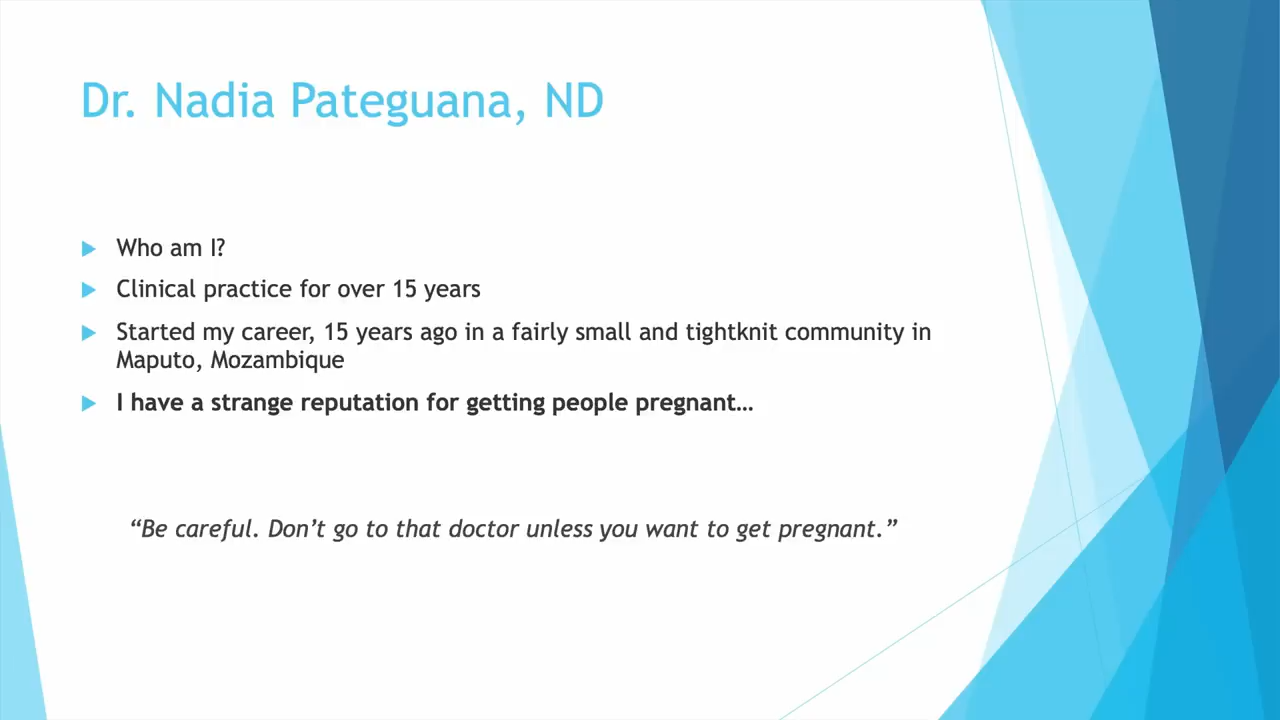 Dr. Nadia Pateguana, ND
Who am I?
Clinical practice for over 15 years
Started my career, 15 years ago in a fairly small and tightknit community in
Maputo, Mozambique
I have a strange reputation for getting people pregnant…
“Be careful. Don’t go to that doctor unless you want to get pregnant.”